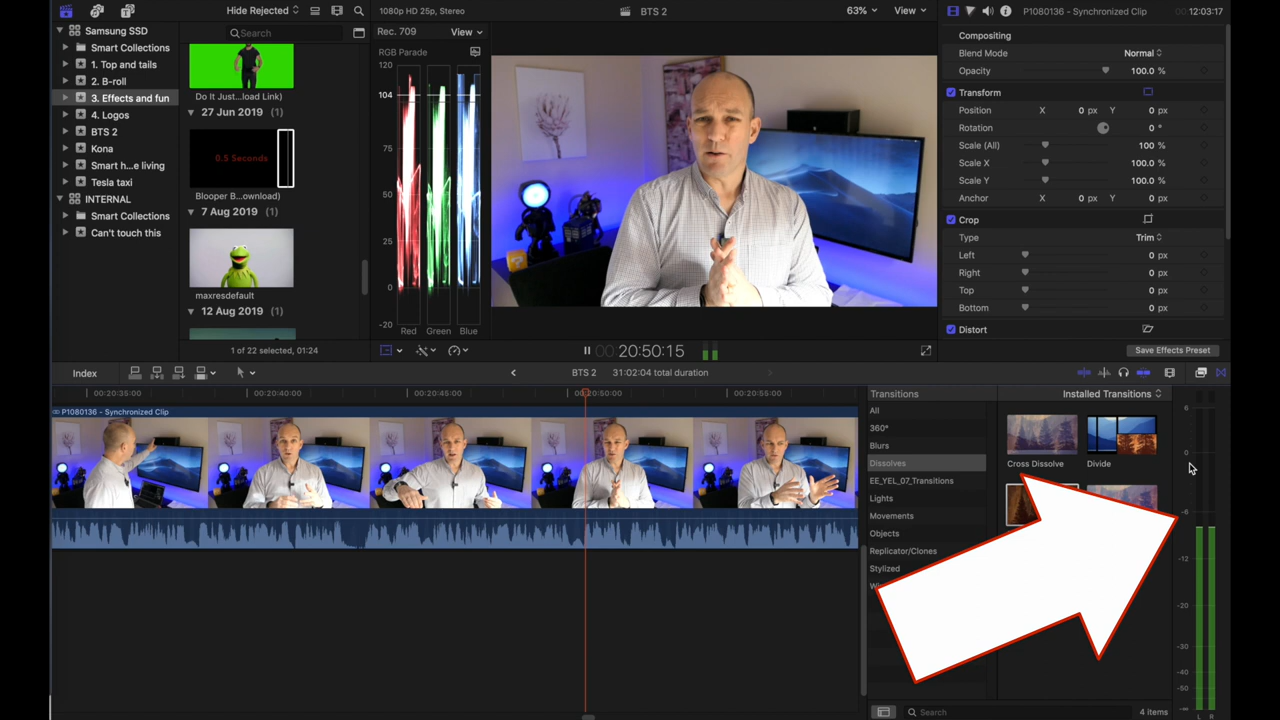 Hide Rejected
1080p HD 25p, Stereo
BTS 2
63%
View
P1080136 - Synchronized Clip
12:03:17
Samsung SSD
Smart Collections
1. Top and tails
2. B-roll
3. Effects and fun
4. Logos
BTS 2
Kona
Smart h...e living
Tesla taxi
INTERNAL
Smart Collections
Can't touch this
Search
Do It Just...load Link)
27 Jun 2019 (1)
0.5 Seconds
Blooper B...ownload)
7 Aug 2019 (1)
maxresdefault
12 Aug 2019 (1)
1 of 22 selected, 01:24
Rec. 709
View
RGB Parade
120
104
75
50
25
0
-20
Red
Green
Blue
00:20:50:15
Compositing
Blend Mode
Normal
Opacity
100.0 %
Transform
Position
X
0 px
Y
0 px
Rotation
0 °
Scale (All)
100 %
Scale X
100.0 %
Scale Y
100.0 %
Anchor
X
0 px
Y
0 px
Crop
Type
Trim
Left
0 px
Right
0 px
Top
0 px
Bottom
0 px
Distort
Save Effects Preset
Index
BTS 2
31:02:04 total duration
00:20:35:00
00:20:40:00
00:20:45:00
00:20:50:00
00:20:55:00
P1080136 - Synchronized Clip
Transitions
All
360°
Blurs
Dissolves
EE_YEL_07_Transitions
Lights
Movements
Objects
Replicator/Clones
Stylized
Installed Transitions
Cross Dissolve
Divide
6
0
-6
-12
-20
-30
-40
-50
-∞
L
R
Search
4 items